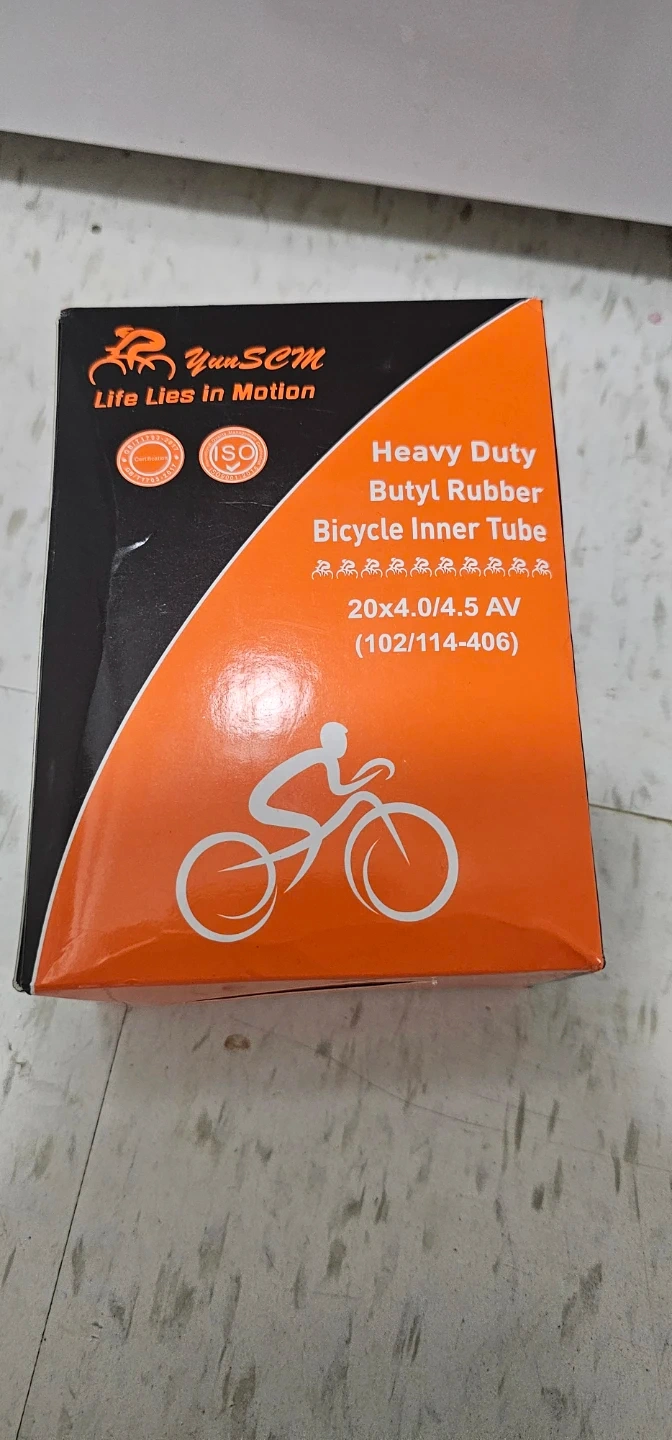 YunSCM
Life Lies in Motion
Certificate
ISO
Heavy Duty
Butyl Rubber
Bicycle Inner Tube
20x4.0/4.5 AV
(102/114-406)